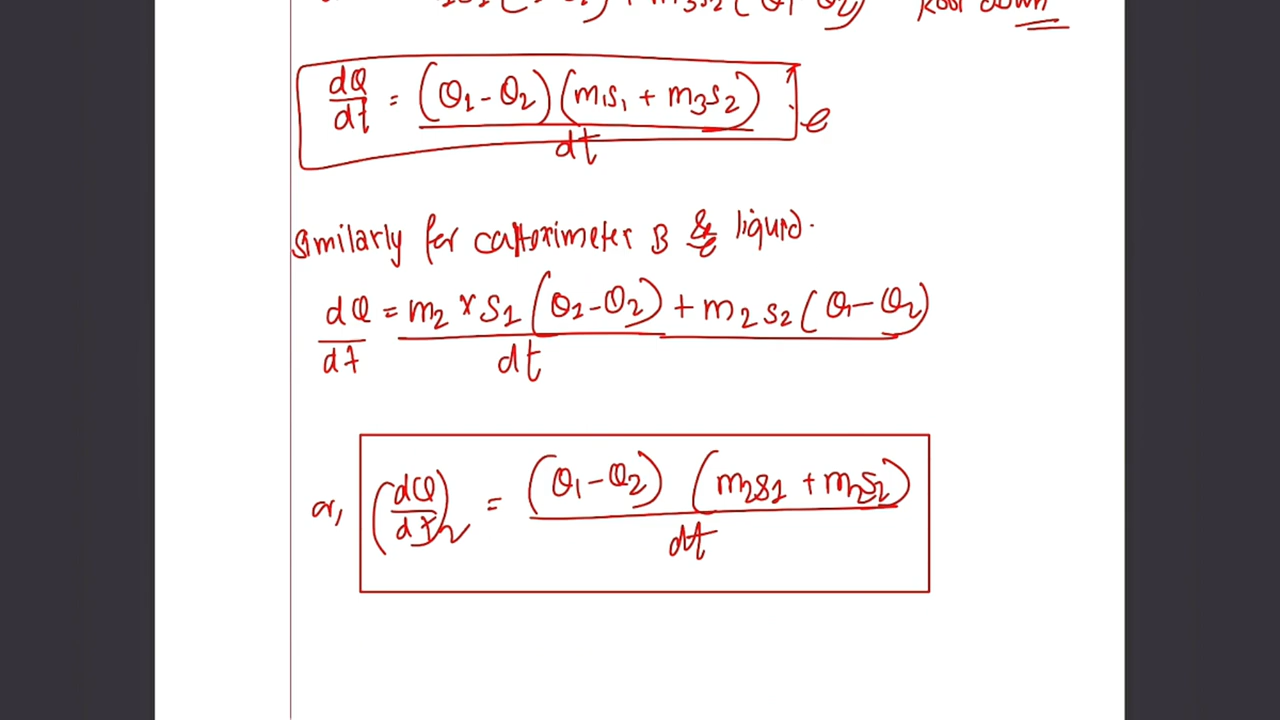 dQ/dt = (θ1 - θ2)(m1s1 + m3s2)/dt
Similarly for calorimeter B & liquid.
dQ/dt = m2 × s1 (θ1 - θ2) + m2 s2 (θ1 - θ2)/dt
or, (dQ/dt)2 = (θ1 - θ2) (m2s1 + m2s2)/dt